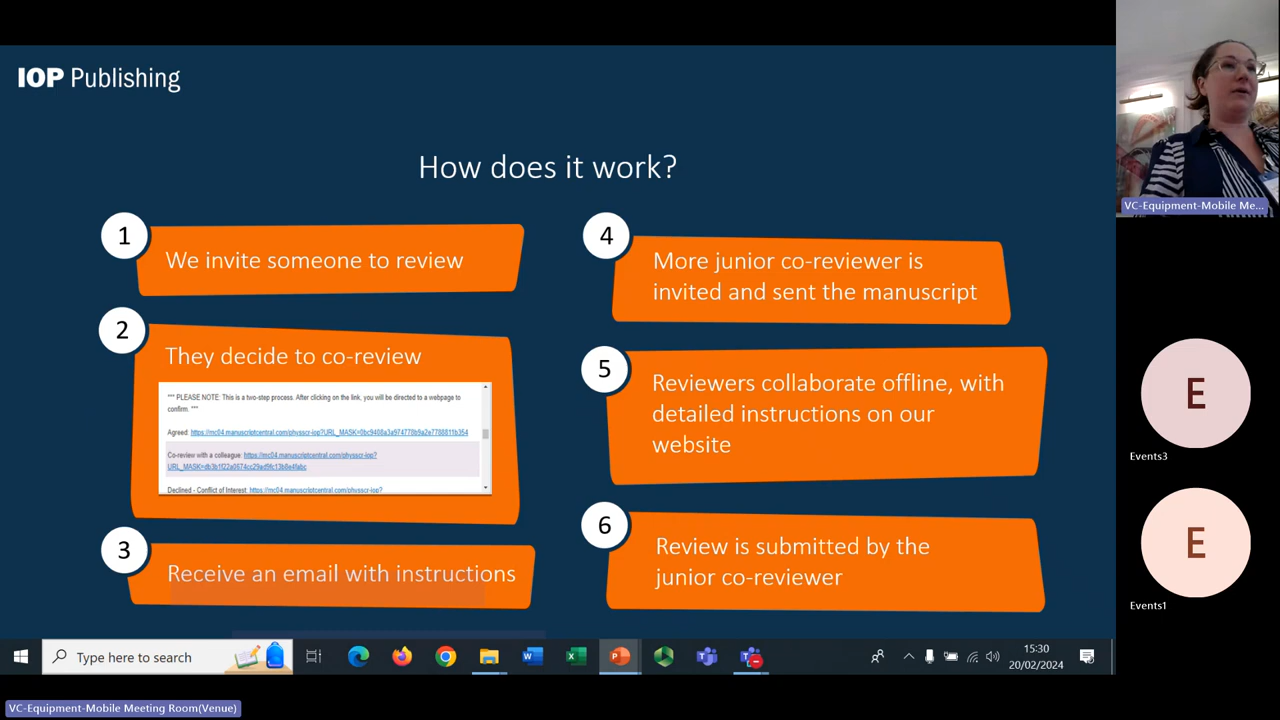 IOP Publishing
How does it work?
1
We invite someone to review
2
They decide to co-review
*** PLEASE NOTE: This is a two-step process. After clicking on the link, you will be directed to a webpage to
confirm. ***
Agreed:
Co-review with a colleague:
Declined - Conflict of Interest:
3
Receive an email with instructions
4
More junior co-reviewer is
invited and sent the manuscript
5
Reviewers collaborate offline, with
detailed instructions on our
website
6
Review is submitted by the
junior co-reviewer
VC-Equipment-Mobile Me...
E
Events3
E
Events1
Type here to search
15:30
20/02/2024
VC-Equipment-Mobile Meeting Room(Venue)